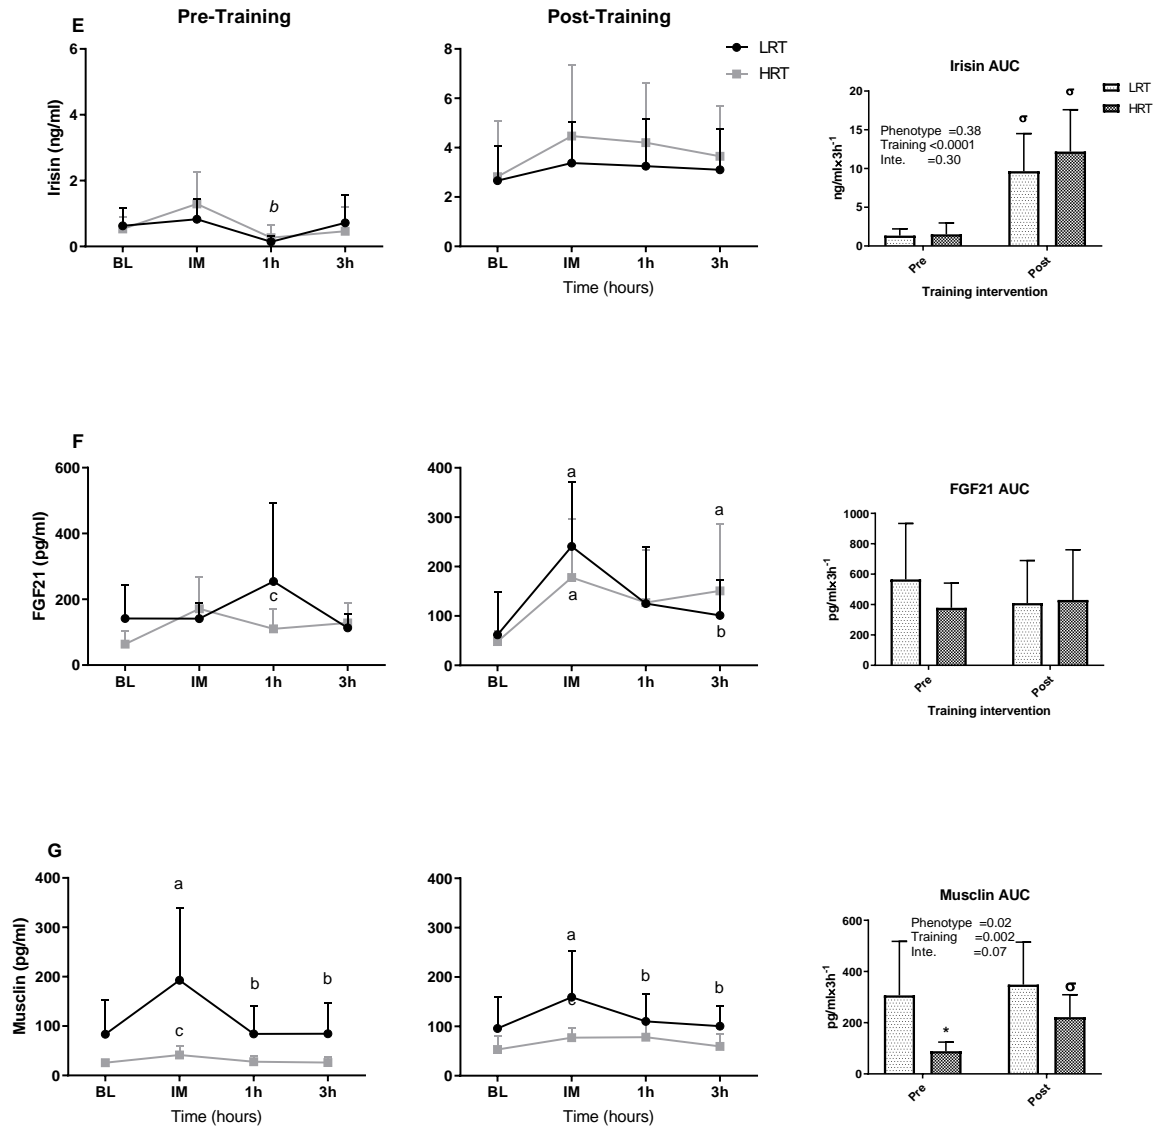 E
Pre-Training
Post-Training
LRT
HRT
Irisin (ng/ml)
6
4
2
0
b
BL IM 1h 3h
8
6
4
2
0
BL IM 1h 3h
Time (hours)
Irisin AUC
LRT
HRT
ng/ml×3h⁻¹
20
15
10
5
0
Phenotype =0.38
Training <0.0001
Inte. =0.30
σ
σ
Pre Post
Training intervention
F
FGF21 (pg/ml)
600
400
200
0
c
BL IM 1h 3h
400
300
200
100
0
a
a
a
b
BL IM 1h 3h
FGF21 AUC
pg/ml×3h⁻¹
1000
800
600
400
200
0
Pre Post
Training intervention
G
Musclin (pg/ml)
400
300
200
100
0
a
b
b
c
BL IM 1h 3h
Time (hours)
400
300
200
100
0
a
b
b
c
BL IM 1h 3h
Time (hours)
Musclin AUC
pg/ml×3h⁻¹
600
400
200
0
Phenotype =0.02
Training =0.002
Inte. =0.07
*
σ
Pre Post